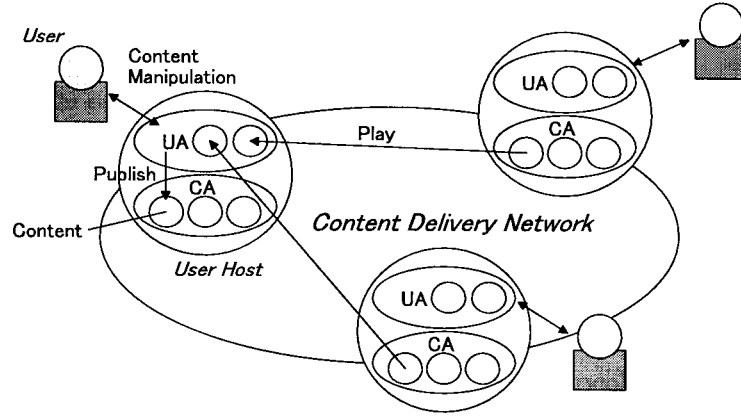 User
Content
Manipulation
UA
Publish
CA
Content
User Host
Play
UA
CA
Content Delivery Network
UA
CA